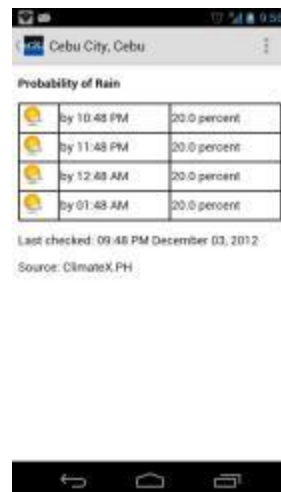 9:55
Cebu City, Cebu
Probability of Rain
by 10:48 PM 20.0 percent
by 11:48 PM 20.0 percent
by 12:48 AM 20.0 percent
by 01:48 AM 20.0 percent
Last checked: 09:48 PM December 03, 2012
Source: ClimateX.PH